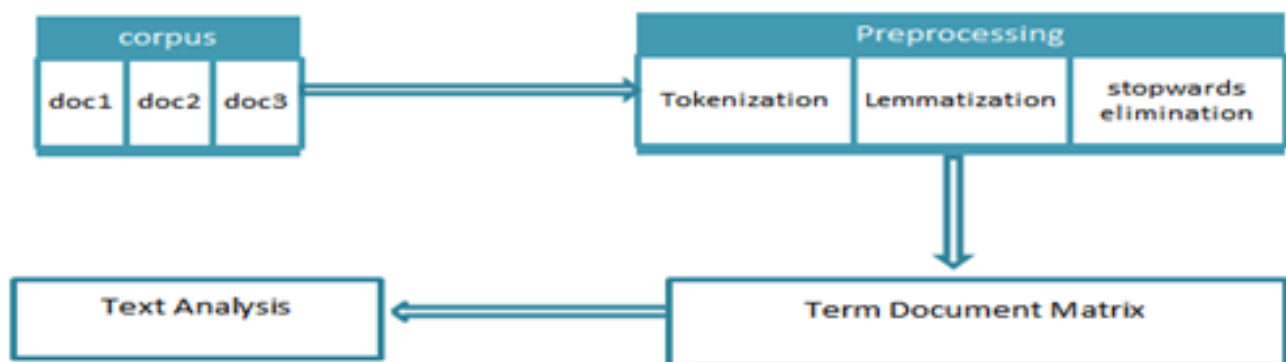 corpus
doc1 doc2 doc3
Preprocessing
Tokenization
Lemmatization
stopwards
elimination
Term Document Matrix
Text Analysis